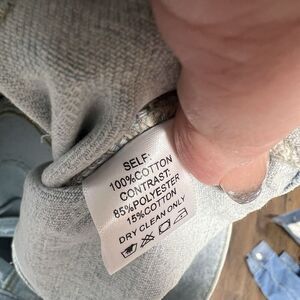 SELF:
100%COTTON
CONTRAST:
85%POLYESTER
15%COTTON
DRY CLEAN ONLY